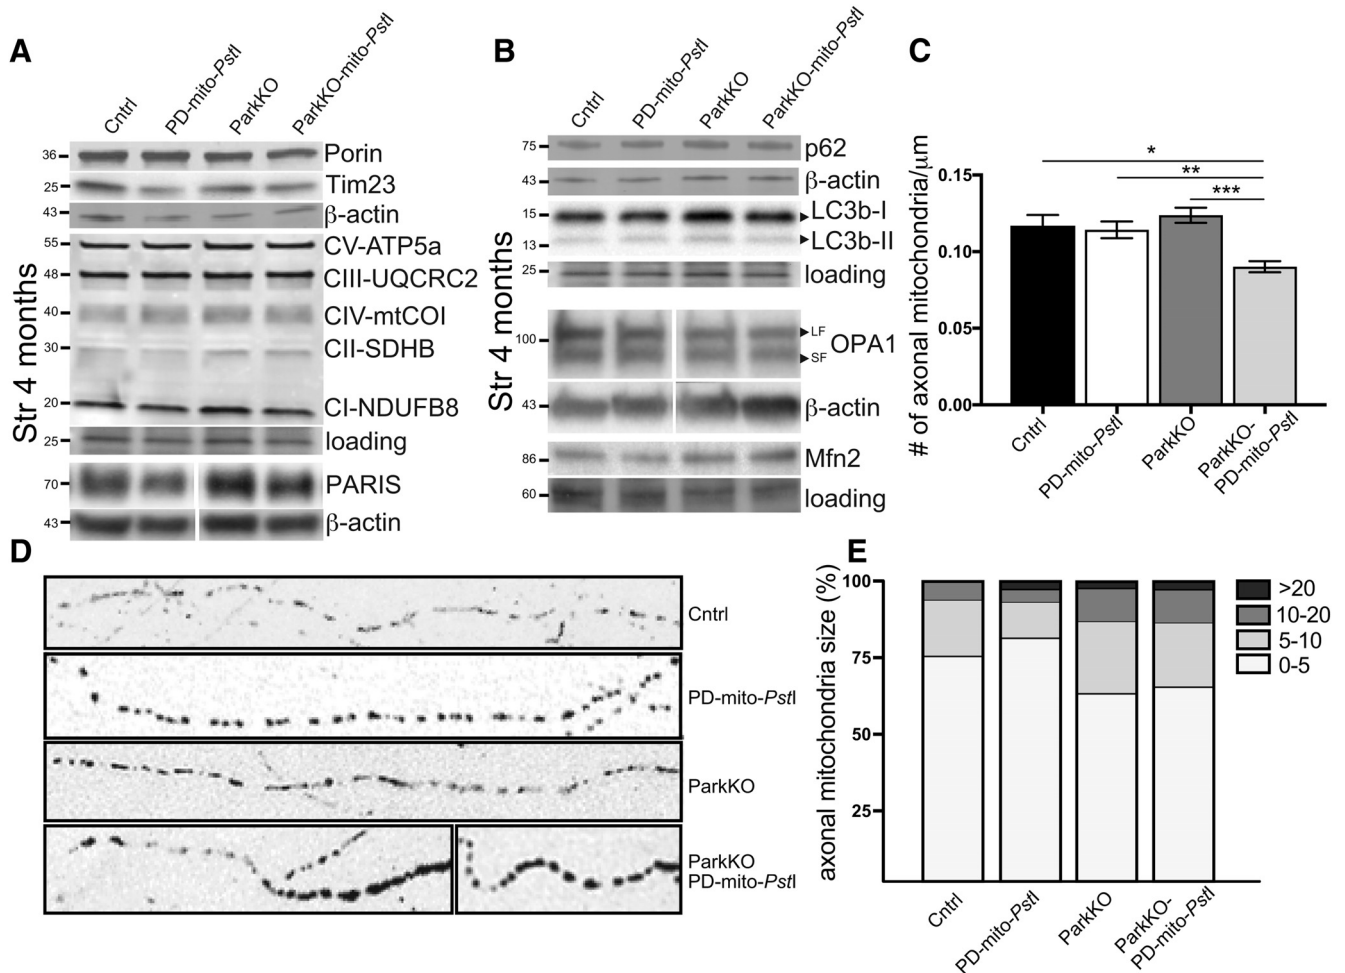 A
Cntrl
PD-mito-PstI
ParkKO
ParkKO-mito-PstI
Str 4 months
36
Porin
25
Tim23
43
β-actin
55
CV-ATP5a
48
CIII-UQCRC2
40
CIV-mtCOI
30
CII-SDHB
20
CI-NDUFB8
25
loading
70
PARIS
43
β-actin
B
Cntrl
PD-mito-PstI
ParkKO
ParkKO-mito-PstI
Str 4 months
75
p62
43
β-actin
15
LC3b-I
13
LC3b-II
25
loading
100
LF
OPA1
SF
43
β-actin
86
Mfn2
60
loading
C
# of axonal mitochondria/μm
0.15
0.10
0.05
0.00
*
**
***
Cntrl
PD-mito-PstI
ParkKO
ParkKO-
PD-mito-PstI
D
Cntrl
PD-mito-PstI
ParkKO
ParkKO
PD-mito-PstI
E
axonal mitochondria size (%)
100
75
50
25
>20
10-20
5-10
0-5
Cntrl
PD-mito-PstI
ParkKO
ParkKO-
PD-mito-PstI